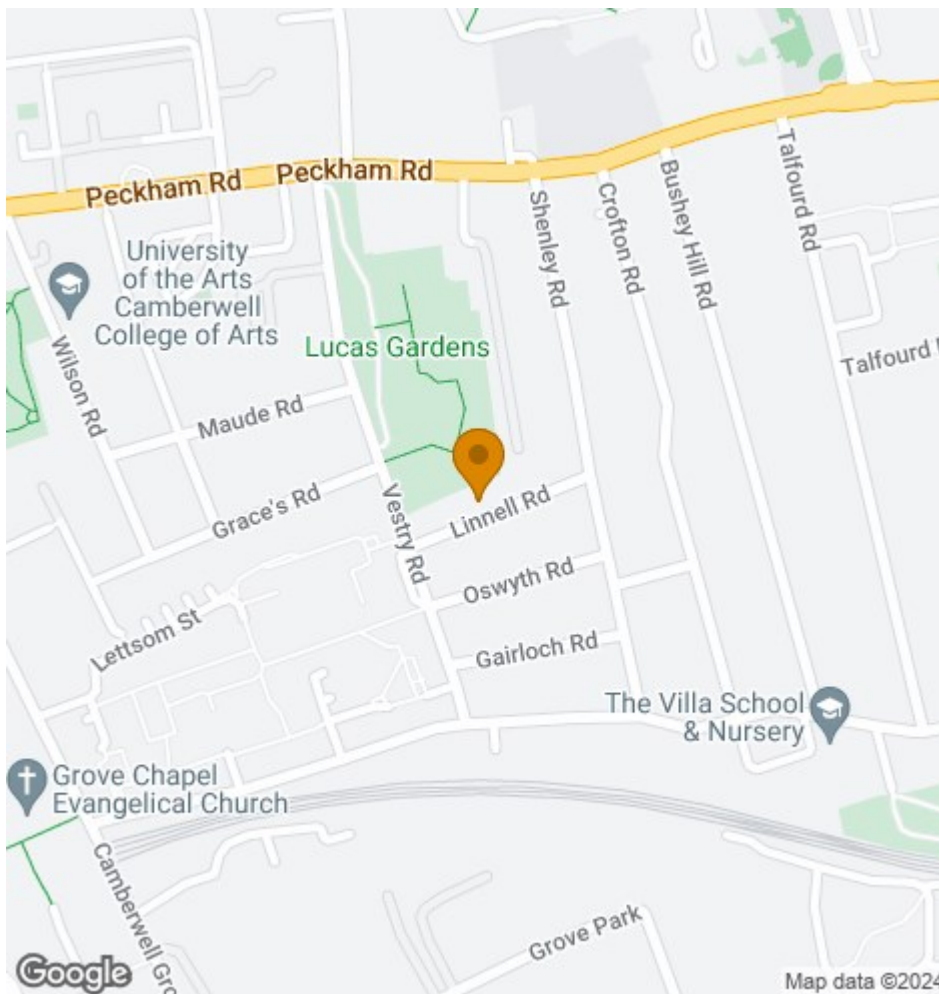 Peckham Rd
Peckham Rd
University
of the Arts
Camberwell
College of Arts
Wilson Rd
Lucas Gardens
Shenley Rd
Crofton Rd
Bushey Hill Rd
Talfourd Rd
Talfourd
Maude Rd
Grace's Rd
Vestry Rd
Linnell Rd
Oswyth Rd
Lettsom St
Gairloch Rd
The Villa School
& Nursery
Grove Chapel
Evangelical Church
Camberwell Gro
Grove Park
Google
Map data ©2024